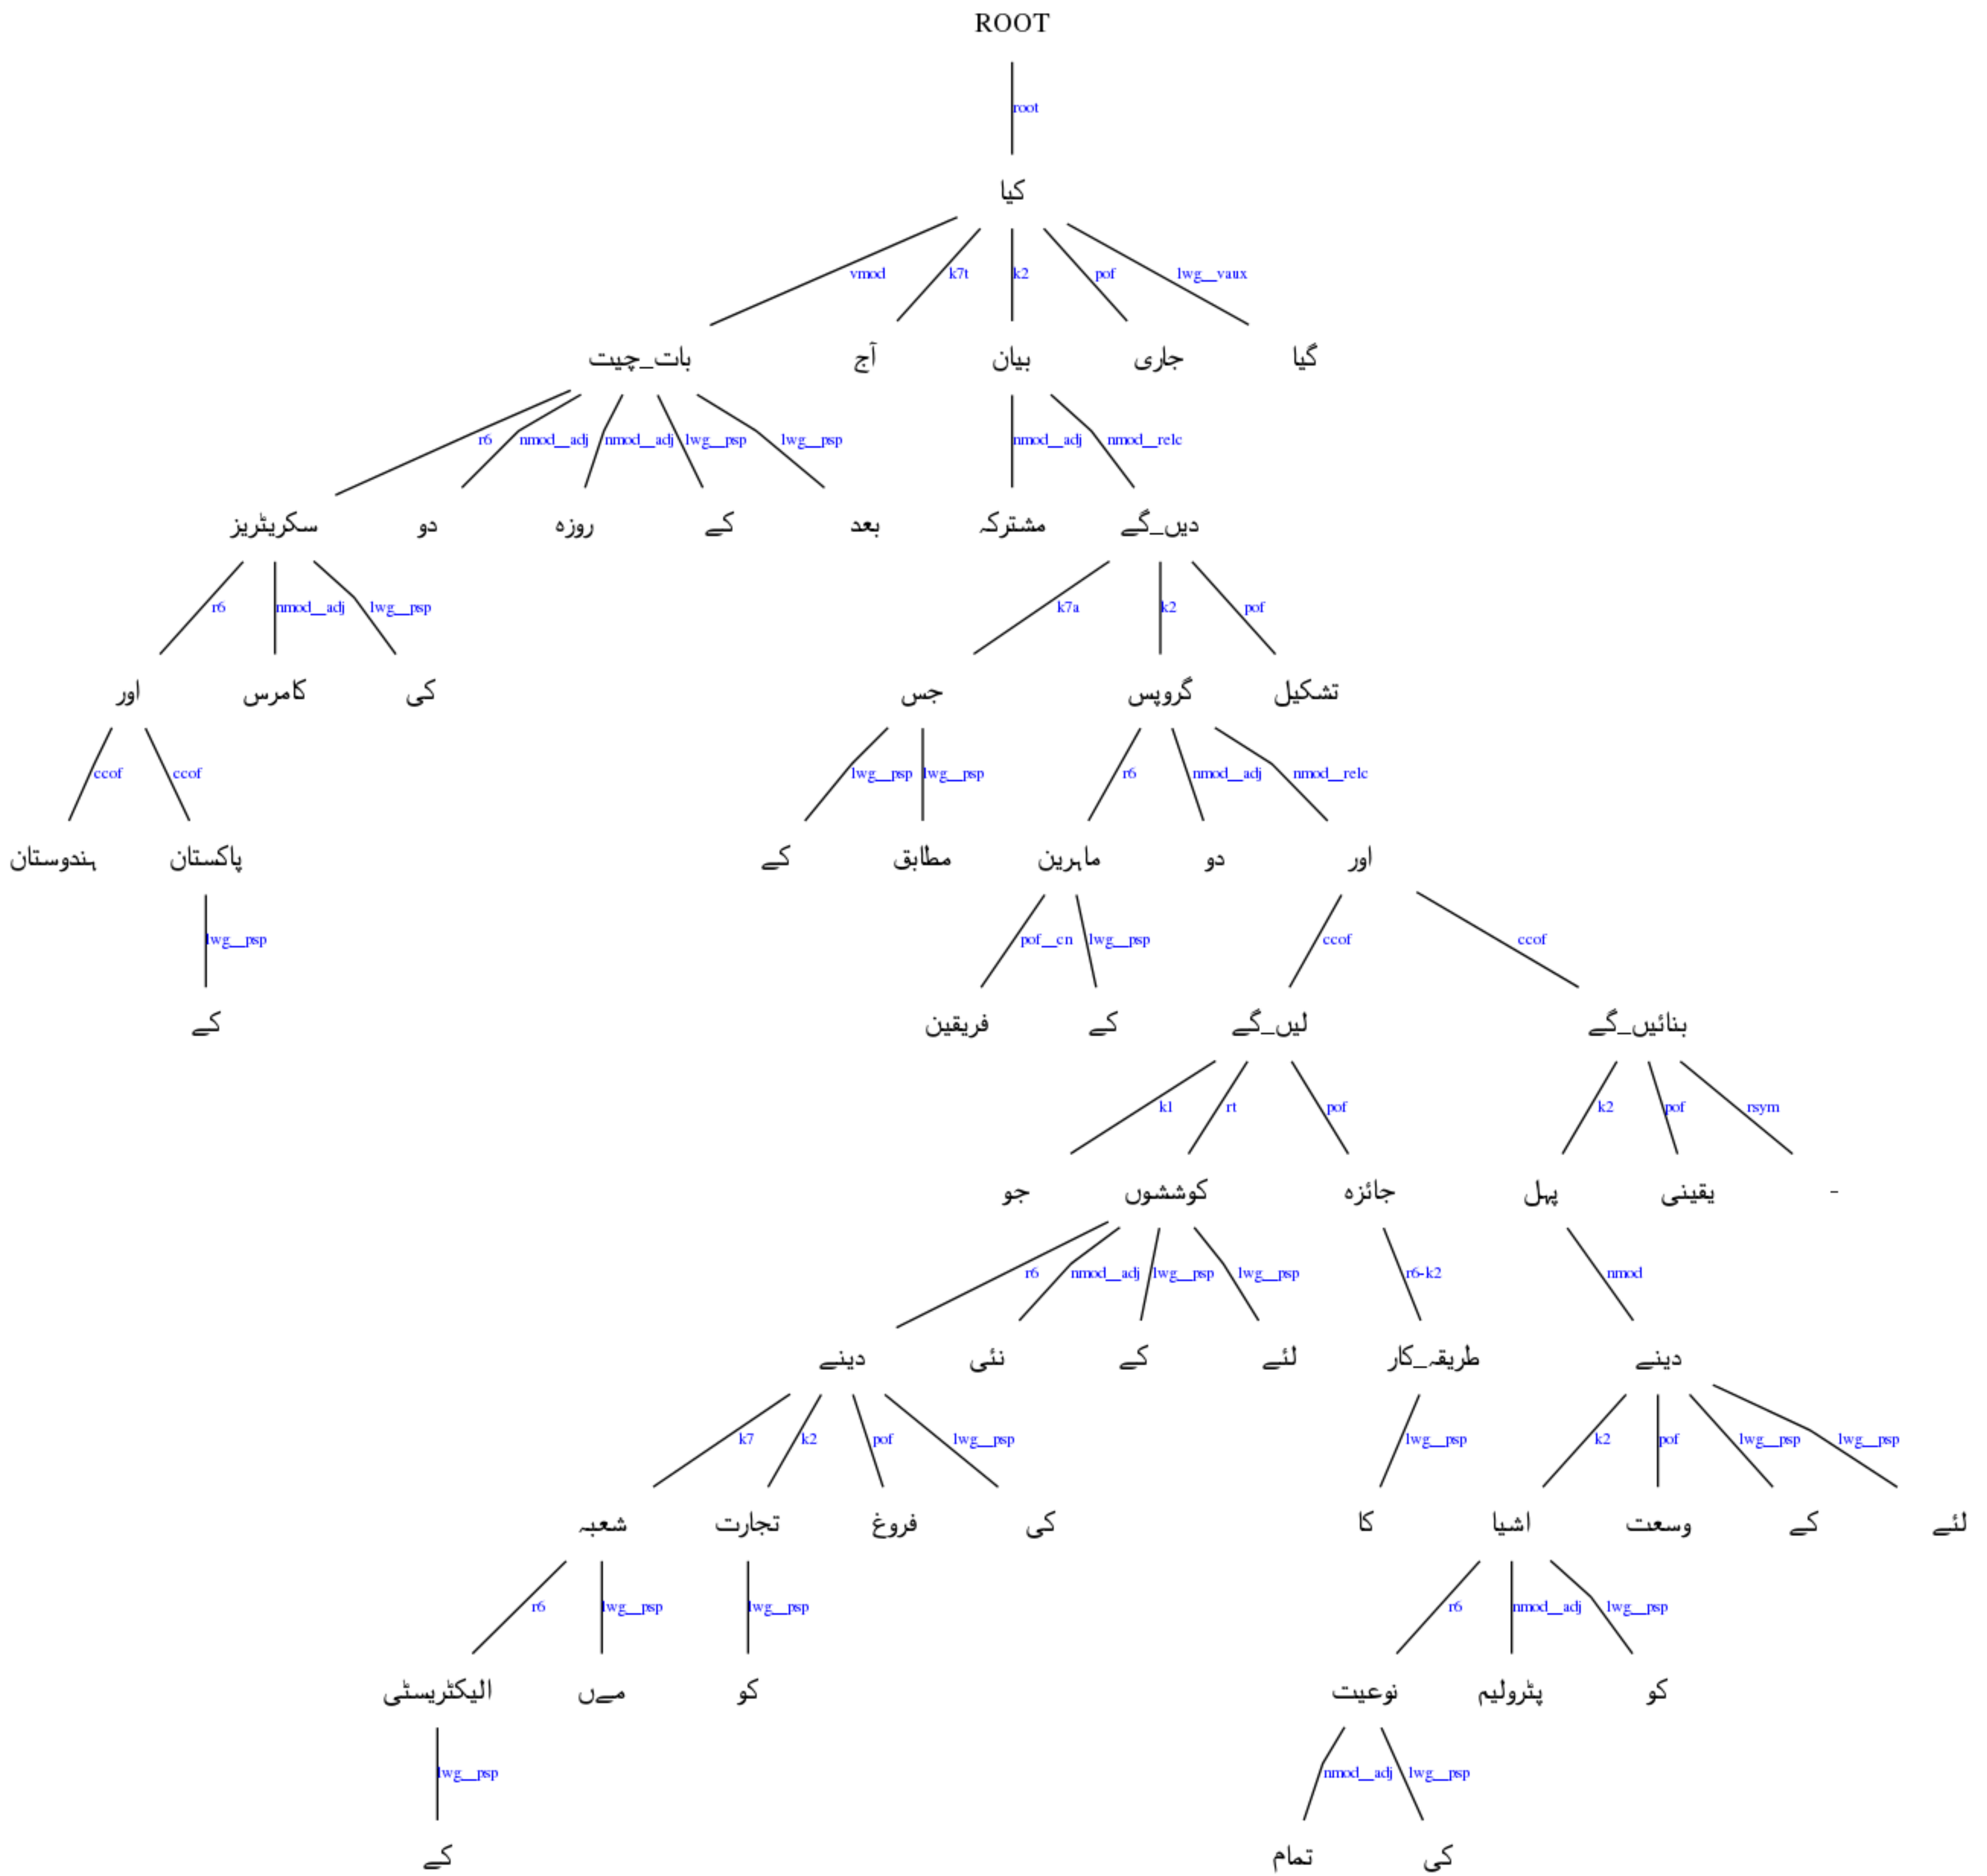 ROOT
root
کیا
vmod k7t k2 pof lwg__vaux
بات_چیت آج بیان جاری گیا
r6 nmod__adj nmod__adj lwg__psp lwg__psp nmod__adj nmod__relc
سکریٹریز دو روزہ کے بعد مشترکہ دیں_گے
r6 nmod__adj lwg__psp k7a k2 pof
اور کامرس کی جس گروپس تشکیل
ccof ccof lwg__psp lwg__psp r6 nmod__adj nmod__relc
ہندوستان پاکستان کے مطابق ماہرین دو اور
lwg__psp pof__cn lwg__psp ccof ccof
کے فریقین کے لیں_گے بنائیں_گے
k1 rt pof k2 pof rsym
جو کوششوں جائزہ پہل یقینی -
r6 nmod__adj lwg__psp lwg__psp r6-k2 nmod
دینے نئی کے لئے طریقہ_کار دینے
k7 k2 pof lwg__psp lwg__psp k2 pof lwg__psp lwg__psp
شعبہ تجارت فروغ کی کا اشیا وسعت کے لئے
r6 lwg__psp lwg__psp r6 nmod__adj lwg__psp
الیکٹریسٹی مےں کو نوعیت پٹرولیم کو
lwg__psp nmod__adj lwg__psp
کے تمام کی